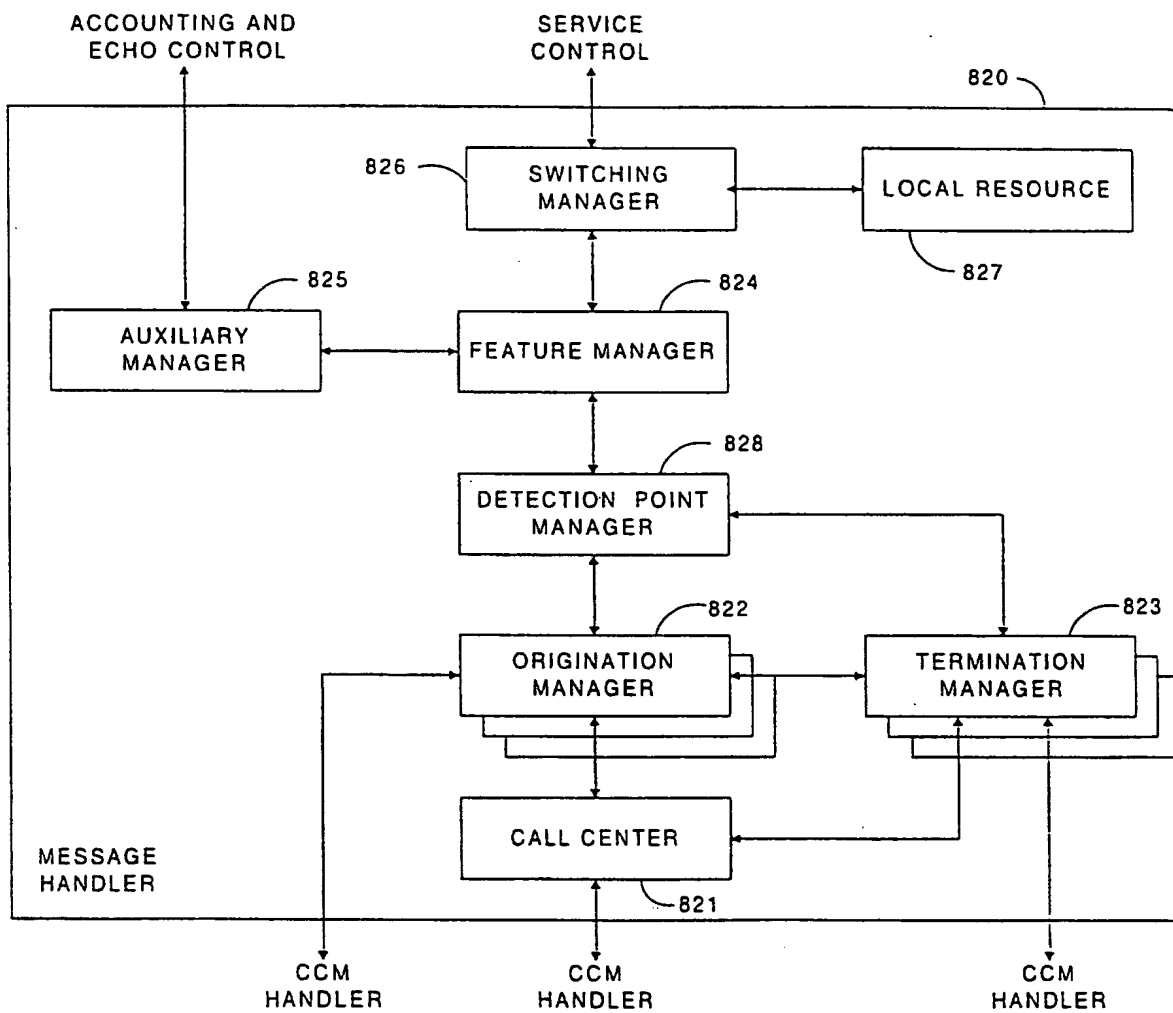 ACCOUNTING AND
ECHO CONTROL
SERVICE
CONTROL
820
826
SWITCHING
MANAGER
LOCAL RESOURCE
827
825
824
AUXILIARY
MANAGER
FEATURE MANAGER
828
DETECTION POINT
MANAGER
822
823
ORIGINATION
MANAGER
TERMINATION
MANAGER
CALL CENTER
821
MESSAGE
HANDLER
CCM
HANDLER
CCM
HANDLER
CCM
HANDLER